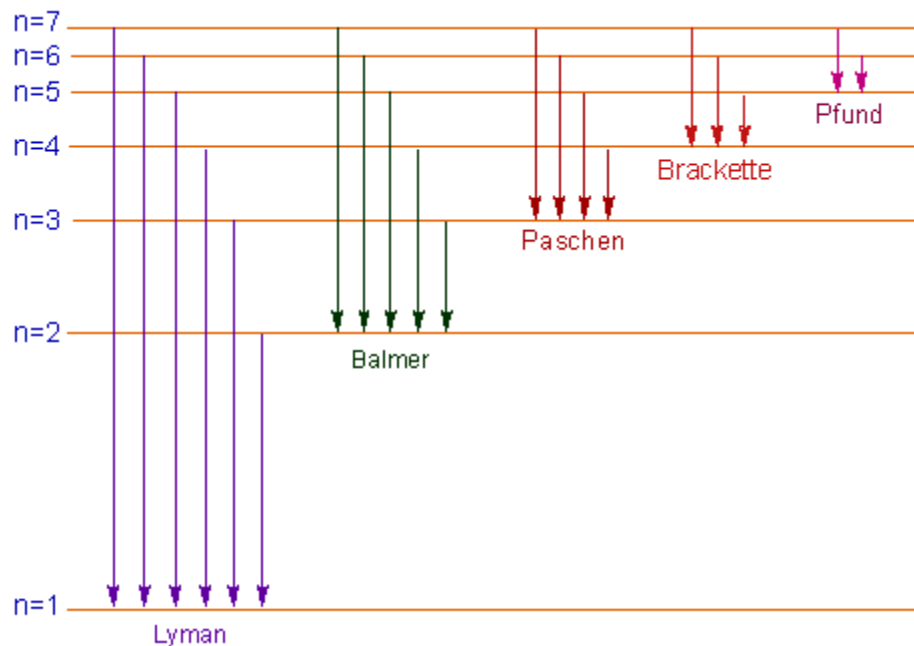 n=7
n=6
n=5
Pfund
n=4
Brackette
n=3
Paschen
n=2
Balmer
n=1
Lyman